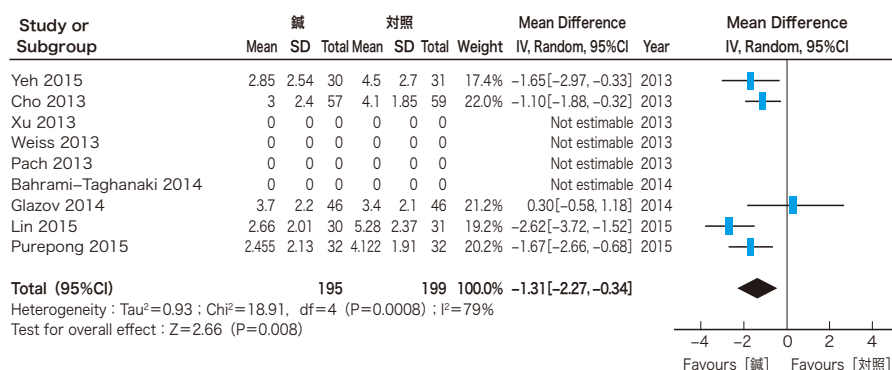 Study or 鍼 対照 Mean Difference Mean Difference
Subgroup Mean SD Total Mean SD Total Weight IV, Random, 95%CI Year IV, Random, 95%CI
Yeh 2015 2.85 2.54 30 4.5 2.7 31 17.4% −1.65[−2.97, −0.33] 2013
Cho 2013 3 2.4 57 4.1 1.85 59 22.0% −1.10[−1.88, −0.32] 2013
Xu 2013 0 0 0 0 0 0 Not estimable 2013
Weiss 2013 0 0 0 0 0 0 Not estimable 2013
Pach 2013 0 0 0 0 0 0 Not estimable 2013
Bahrami−Taghanaki 2014 0 0 0 0 0 0 Not estimable 2014
Glazov 2014 3.7 2.2 46 3.4 2.1 46 21.2% 0.30[−0.58, 1.18] 2014
Lin 2015 2.66 2.01 30 5.28 2.37 31 19.2% −2.62[−3.72, −1.52] 2015
Purepong 2015 2.455 2.13 32 4.122 1.91 32 20.2% −1.67[−2.66, −0.68] 2015
Total (95%CI) 195 199 100.0% −1.31[−2.27, −0.34]
Heterogeneity：Tau²＝0.93；Chi²＝18.91, df＝4（P＝0.0008）；I²＝79%
Test for overall effect：Z＝2.66（P＝0.008）
−4 −2 0 2 4
Favours［鍼］ Favours［対照］